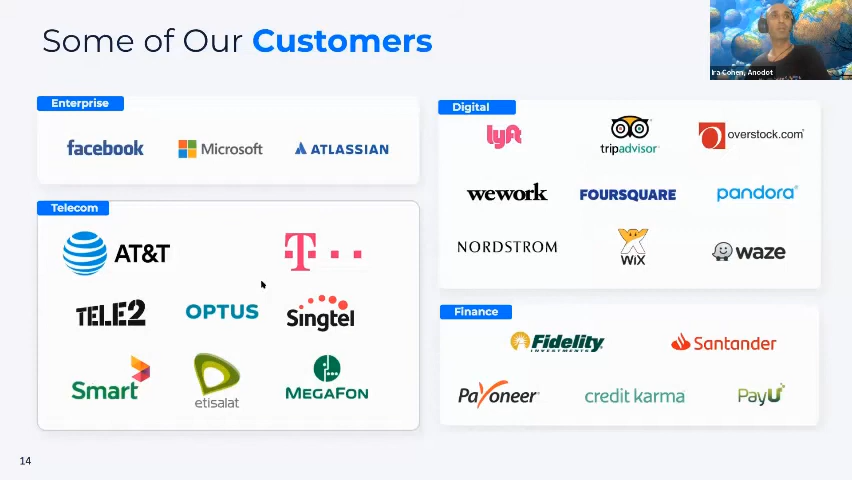 Some of Our Customers
Ira Cohen, Anodot
Enterprise
facebook
Microsoft
ATLASSIAN
Telecom
AT&T
T
TELE2
OPTUS
Singtel
Smart
etisalat
MEGAFON
Digital
lyft
tripadvisor
overstock.com
wework
FOURSQUARE
pandora
NORDSTROM
WiX
waze
Finance
Fidelity
INVESTMENTS
Santander
Payoneer
credit karma
PayU
14